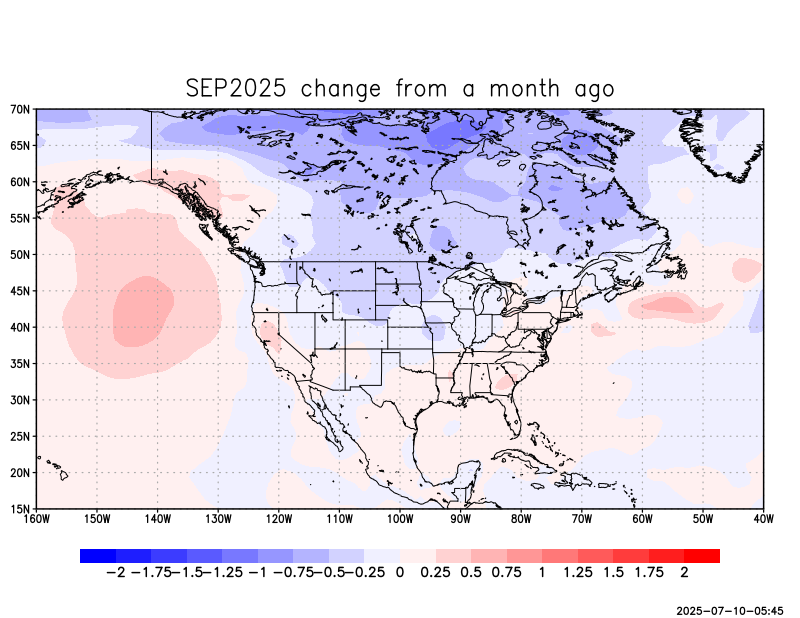 SEP2025 change from a month ago
70N
65N
60N
55N
50N
45N
40N
35N
30N
25N
20N
15N
160W 150W 140W 130W 120W 110W 100W 90W 80W 70W 60W 50W 40W
−2 −1.75−1.5−1.25 −1 −0.75−0.5−0.25 0 0.25 0.5 0.75 1 1.25 1.5 1.75 2
2025-07-10-05:45